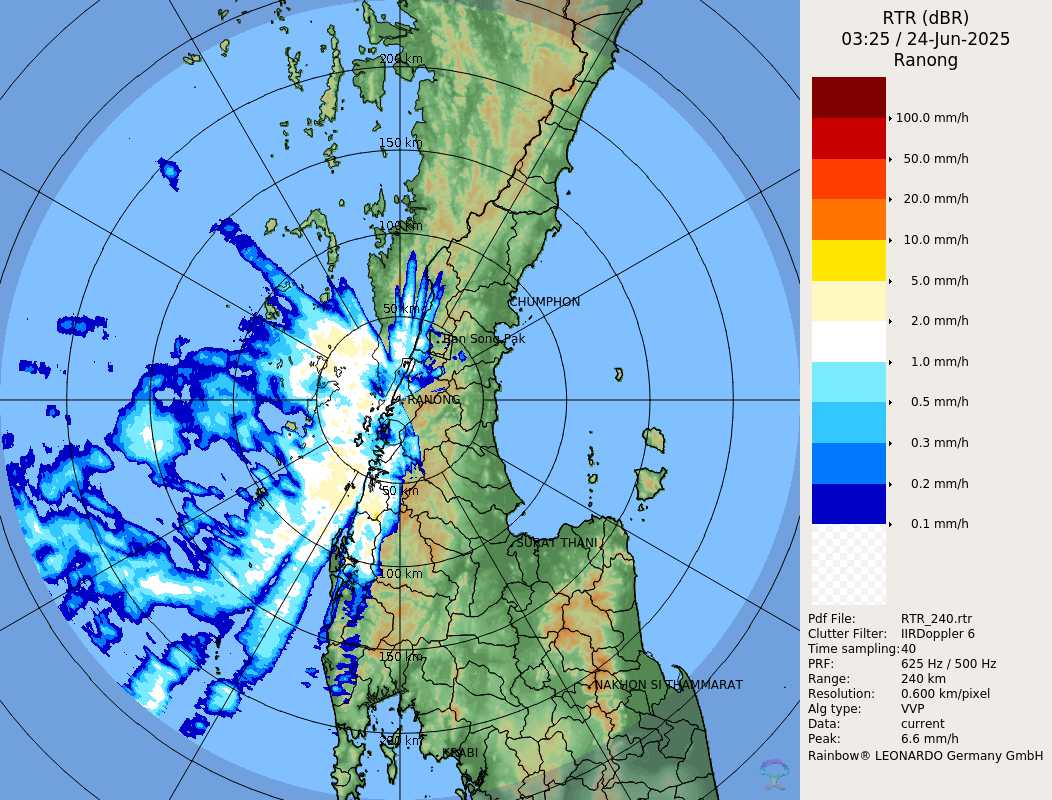 RTR (dBR)
03:25 / 24-Jun-2025
Ranong
100.0 mm/h
50.0 mm/h
20.0 mm/h
10.0 mm/h
5.0 mm/h
2.0 mm/h
1.0 mm/h
0.5 mm/h
0.3 mm/h
0.2 mm/h
0.1 mm/h
Pdf File: RTR_240.rtr
Clutter Filter: IIRDoppler 6
Time sampling:40
PRF: 625 Hz / 500 Hz
Range: 240 km
Resolution: 0.600 km/pixel
Alg type: VVP
Data: current
Peak: 6.6 mm/h
Rainbow® LEONARDO Germany GmbH
200 km
150 km
100 km
50 km
CHUMPHON
Ban Song Pak
RANONG
50 km
SURAT THANI
100 km
150 km
NAKHON SI THAMMARAT
200 km
KRABI